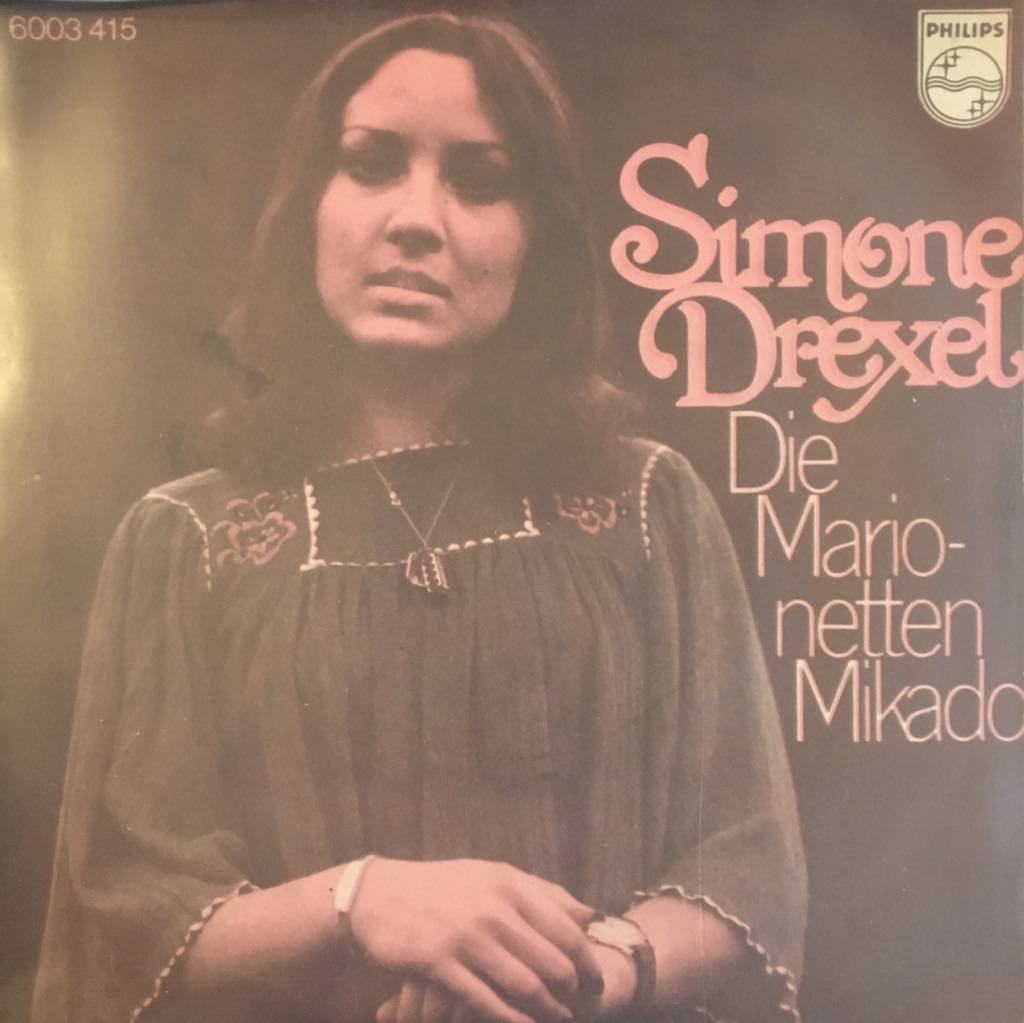 6003 415
PHILIPS
Simone
Drexel
Die
Mario-
netten
Mikado